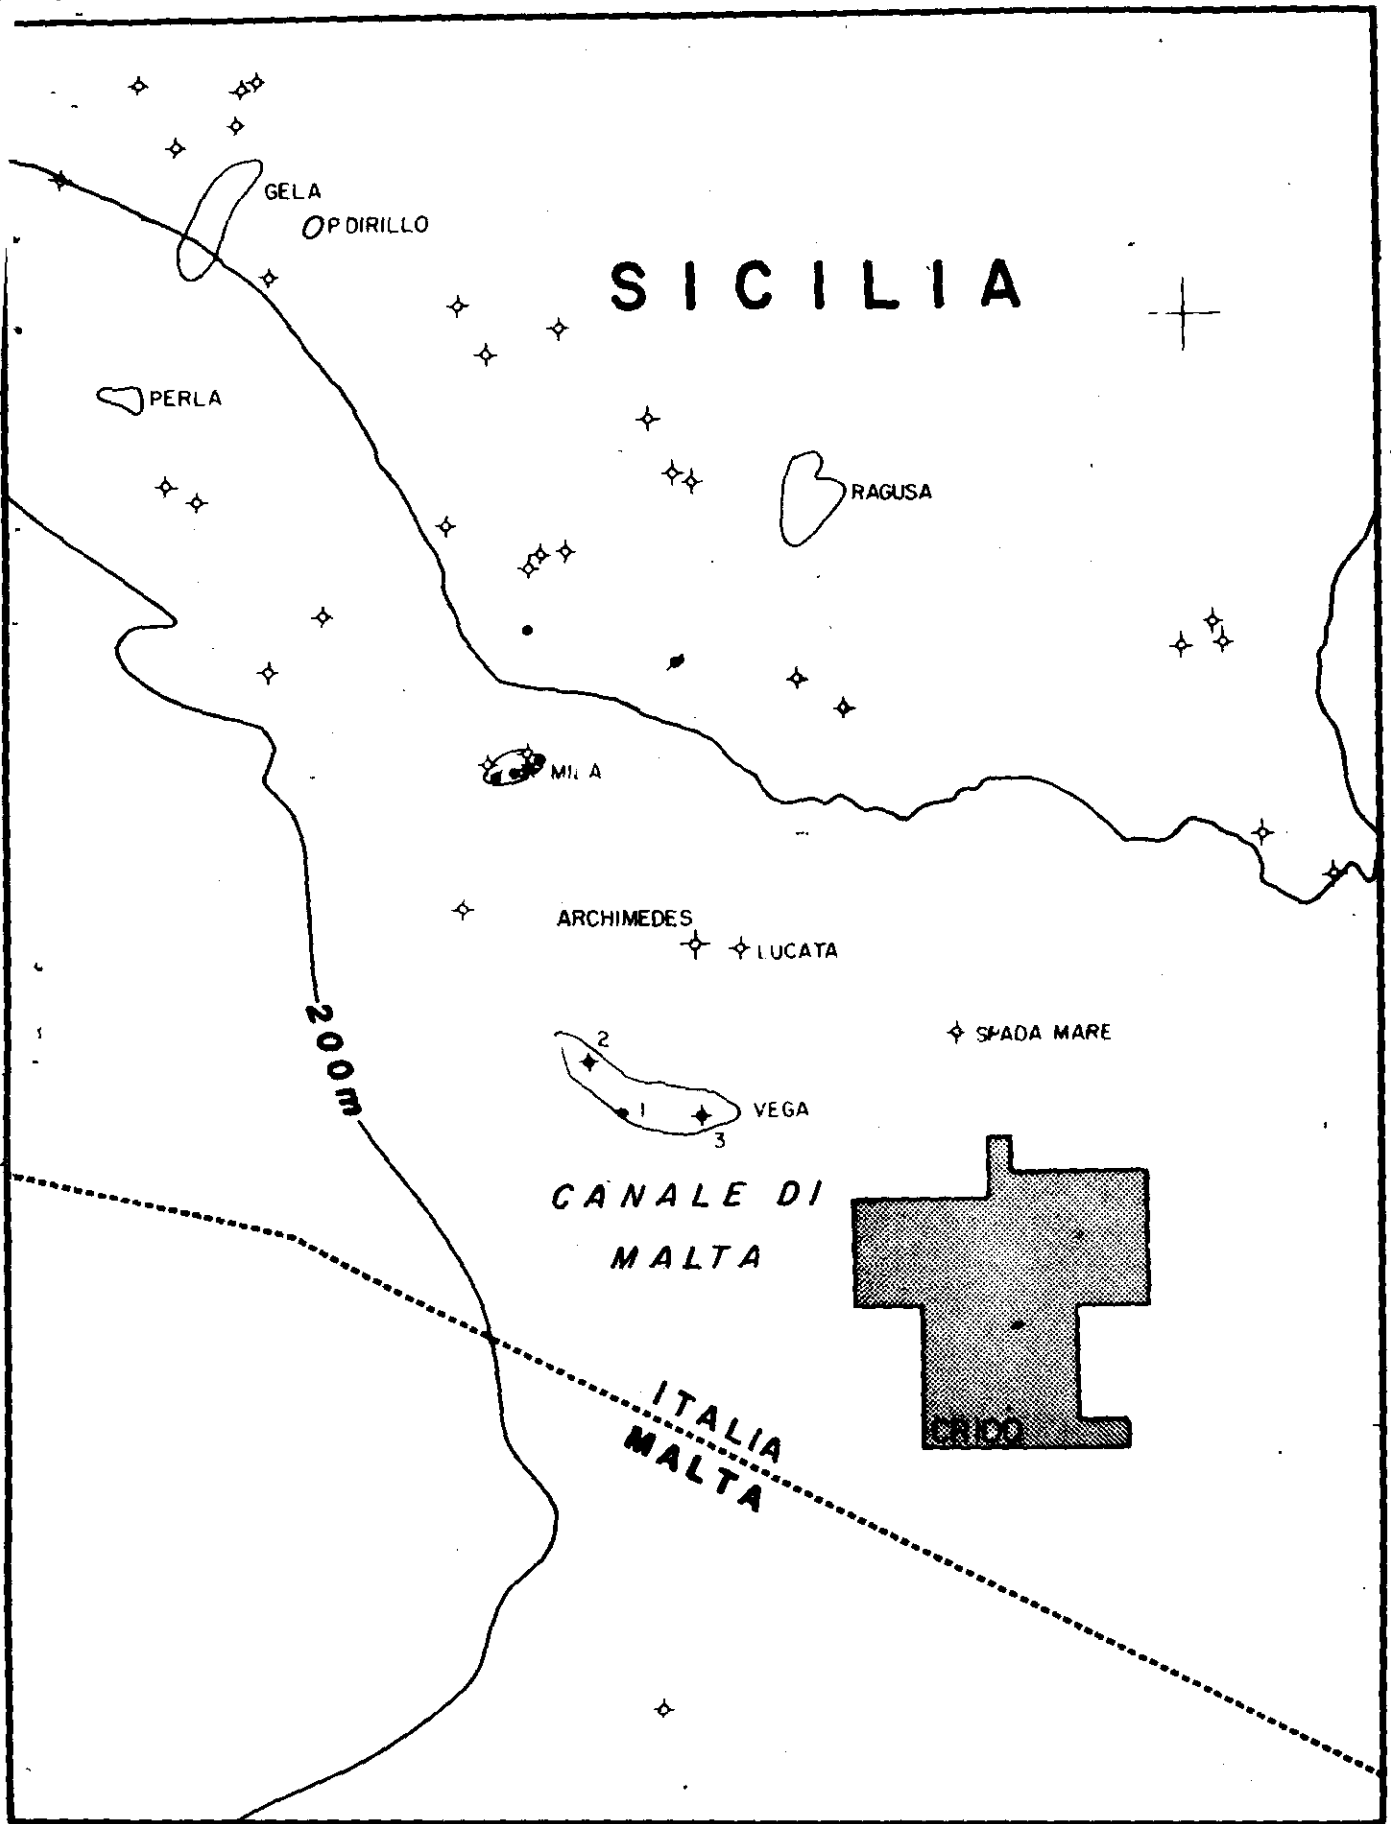 GELA
P DIRILLO
SICILIA
PERLA
RAGUSA
MILA
ARCHIMEDES
LUCATA
200m
SPADA MARE
2
1
VEGA
3
CANALE DI
MALTA
ITALIA
MALTA